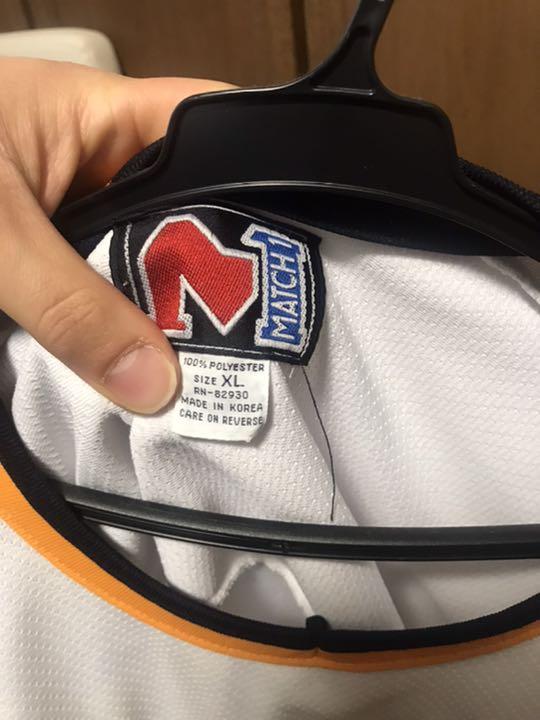 MATCH 1
100% POLYESTER
SIZE XL
RN-82930
MADE IN KOREA
CARE ON REVERSE